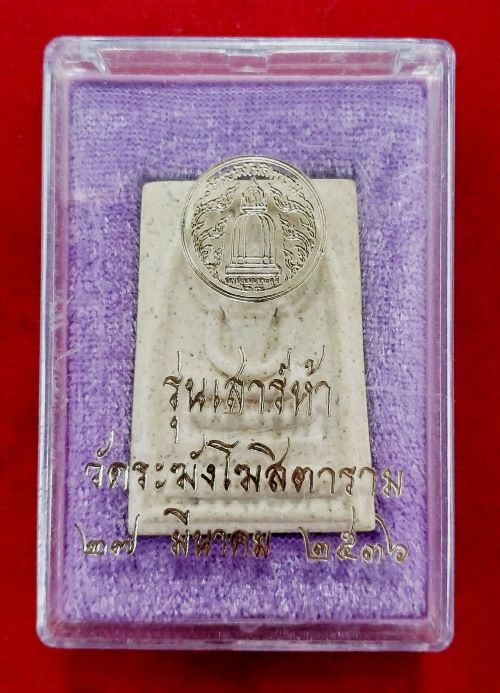 รุ่นเสาร์ห้า
วัดระฆังโฆสิตาราม
๒๗ มีนาคม ๒๕๓๖